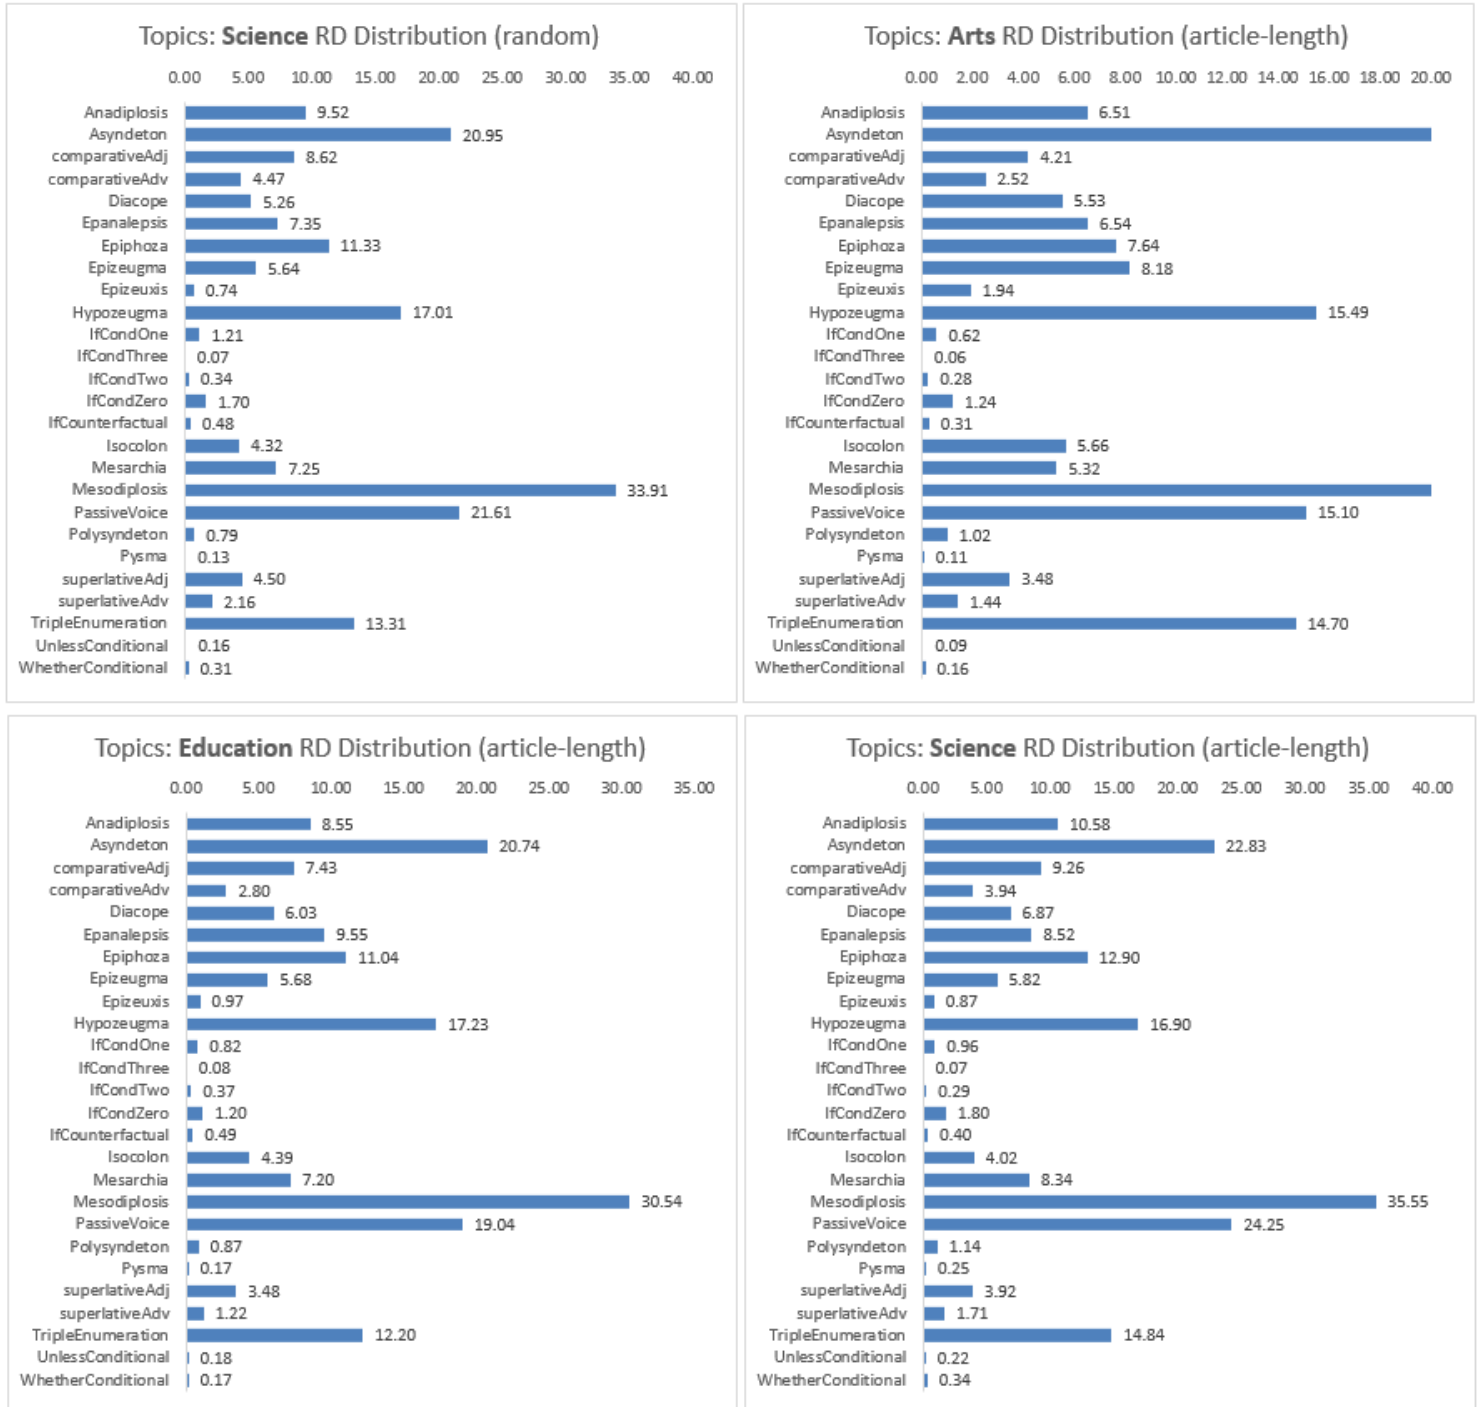 Topics: Science RD Distribution (random)
0.00 5.00 10.00 15.00 20.00 25.00 30.00 35.00 40.00
Anadiplosis 9.52
Asyndeton 20.95
comparativeAdj 8.62
comparativeAdv 4.47
Diacope 5.26
Epanalepsis 7.35
Epiphoza 11.33
Epizeugma 5.64
Epizeuxis 0.74
Hypozeugma 17.01
IfCondOne 1.21
IfCondThree 0.07
IfCondTwo 0.34
IfCondZero 1.70
IfCounterfactual 0.48
Isocolon 4.32
Mesarchia 7.25
Mesodiplosis 33.91
PassiveVoice 21.61
Polysyndeton 0.79
Pysma 0.13
superlativeAdj 4.50
superlativeAdv 2.16
TripleEnumeration 13.31
UnlessConditional 0.16
WhetherConditional 0.31
Topics: Arts RD Distribution (article-length)
0.00 2.00 4.00 6.00 8.00 10.00 12.00 14.00 16.00 18.00 20.00
Anadiplosis 6.51
Asyndeton
comparativeAdj 4.21
comparativeAdv 2.52
Diacope 5.53
Epanalepsis 6.54
Epiphoza 7.64
Epizeugma 8.18
Epizeuxis 1.94
Hypozeugma 15.49
IfCondOne 0.62
IfCondThree 0.06
IfCondTwo 0.28
IfCondZero 1.24
IfCounterfactual 0.31
Isocolon 5.66
Mesarchia 5.32
Mesodiplosis
PassiveVoice 15.10
Polysyndeton 1.02
Pysma 0.11
superlativeAdj 3.48
superlativeAdv 1.44
TripleEnumeration 14.70
UnlessConditional 0.09
WhetherConditional 0.16
Topics: Education RD Distribution (article-length)
0.00 5.00 10.00 15.00 20.00 25.00 30.00 35.00
Anadiplosis 8.55
Asyndeton 20.74
comparativeAdj 7.43
comparativeAdv 2.80
Diacope 6.03
Epanalepsis 9.55
Epiphoza 11.04
Epizeugma 5.68
Epizeuxis 0.97
Hypozeugma 17.23
IfCondOne 0.82
IfCondThree 0.08
IfCondTwo 0.37
IfCondZero 1.20
IfCounterfactual 0.49
Isocolon 4.39
Mesarchia 7.20
Mesodiplosis 30.54
PassiveVoice 19.04
Polysyndeton 0.87
Pysma 0.17
superlativeAdj 3.48
superlativeAdv 1.22
TripleEnumeration 12.20
UnlessConditional 0.18
WhetherConditional 0.17
Topics: Science RD Distribution (article-length)
0.00 5.00 10.00 15.00 20.00 25.00 30.00 35.00 40.00
Anadiplosis 10.58
Asyndeton 22.83
comparativeAdj 9.26
comparativeAdv 3.94
Diacope 6.87
Epanalepsis 8.52
Epiphoza 12.90
Epizeugma 5.82
Epizeuxis 0.87
Hypozeugma 16.90
IfCondOne 0.96
IfCondThree 0.07
IfCondTwo 0.29
IfCondZero 1.80
IfCounterfactual 0.40
Isocolon 4.02
Mesarchia 8.34
Mesodiplosis 35.55
PassiveVoice 24.25
Polysyndeton 1.14
Pysma 0.25
superlativeAdj 3.92
superlativeAdv 1.71
TripleEnumeration 14.84
UnlessConditional 0.22
WhetherConditional 0.34